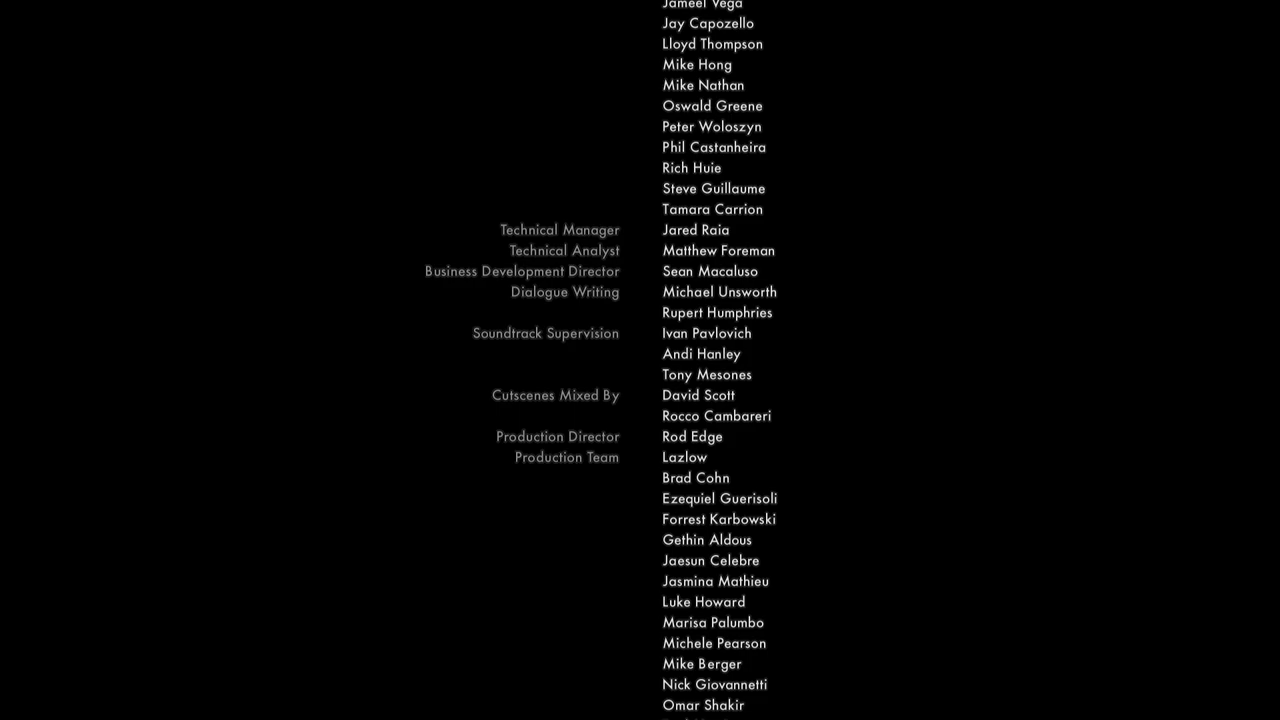 Jameel Vega
Jay Capozello
Lloyd Thompson
Mike Hong
Mike Nathan
Oswald Greene
Peter Woloszyn
Phil Castanheira
Rich Huie
Steve Guillaume
Tamara Carrion
Technical Manager Jared Raia
Technical Analyst Matthew Foreman
Business Development Director Sean Macaluso
Dialogue Writing Michael Unsworth
Rupert Humphries
Soundtrack Supervision Ivan Pavlovich
Andi Hanley
Tony Mesones
Cutscenes Mixed By David Scott
Rocco Cambareri
Production Director Rod Edge
Production Team Lazlow
Brad Cohn
Ezequiel Guerisoli
Forrest Karbowski
Gethin Aldous
Jaesun Celebre
Jasmina Mathieu
Luke Howard
Marisa Palumbo
Michele Pearson
Mike Berger
Nick Giovannetti
Omar Shakir